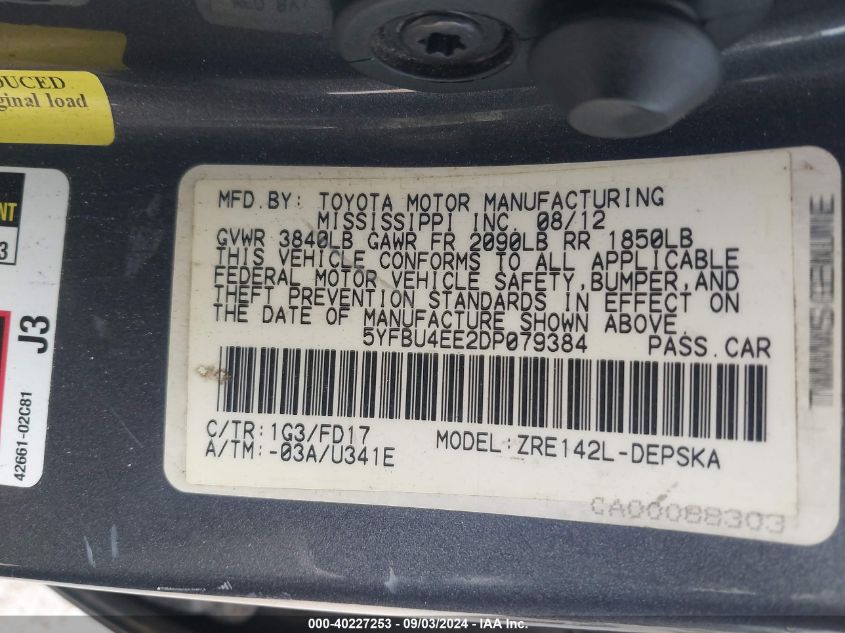 DUCED
ginal load
NT
3
J3
42661-02C81
MFD.BY: TOYOTA MOTOR MANUFACTURING
MISSISSIPPI INC. 08/12
GVWR 3840LB GAWR FR 2090LB RR 1850LB
THIS VEHICLE CONFORMS TO ALL APPLICABLE
FEDERAL MOTOR VEHICLE SAFETY,BUMPER,AND
THEFT PREVENTION STANDARDS IN EFFECT ON
THE DATE OF MANUFACTURE SHOWN ABOVE.
5YFBU4EE2DP079384 PASS.CAR
C/TR:1G3/FD17
A/TM:-03A/U341E
MODEL:ZRE142L-DEPSKA
CA00088303
000-40227253 - 09/03/2024 - IAA Inc.